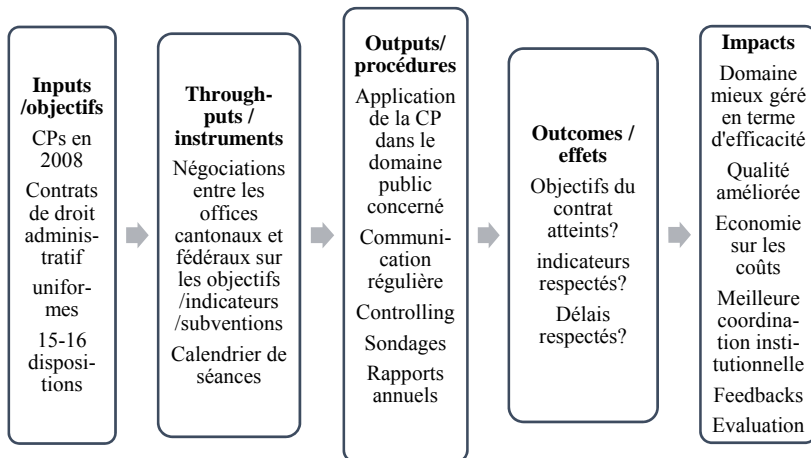 Inputs
/objectifs
CPs en
2008
Contrats
de droit
adminis-
tratif
unifor-
mes
15-16
dispositi-
ons
Through-
puts /
instruments
Négociations
entre les
offices
cantonaux et
fédéraux sur
les objectifs
/indicateurs
/subventions
Calendrier de
séances
Outputs/
procédures
Application
de la CP
dans le
domaine
public
concerné
Communi-
cation
régulière
Controlling
Sondages
Rapports
annuels
Outcomes /
effets
Objectifs du
contrat
atteints?
indicateurs
respectés?
Délais
respectés?
Impacts
Domaine
mieux géré
en terme
d'efficacité
Qualité
améliorée
Economie
sur les
coûts
Meilleure
coordina-
tion insti-
tutionnelle
Feedbacks
Evaluation